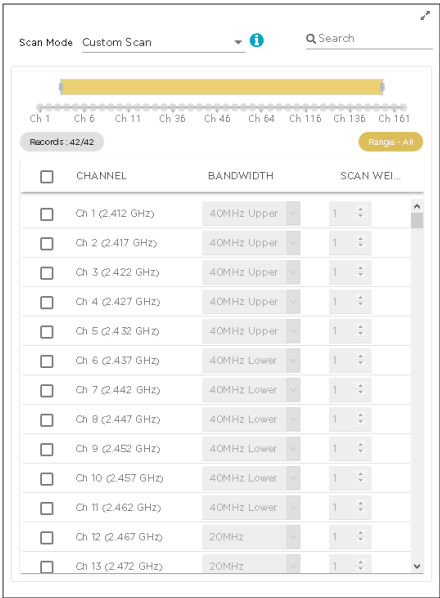 Scan Mode Custom Scan Search
Ch 1 Ch 6 Ch 11 Ch 36 Ch 46 Ch 64 Ch 116 Ch 136 Ch 161
Records : 42/42 Range - All
CHANNEL BANDWIDTH SCAN WEI...
Ch 1 (2.412 GHz) 40MHz Upper 1
Ch 2 (2.417 GHz) 40MHz Upper 1
Ch 3 (2.422 GHz) 40MHz Upper 1
Ch 4 (2.427 GHz) 40MHz Upper 1
Ch 5 (2.432 GHz) 40MHz Upper 1
Ch 6 (2.437 GHz) 40MHz Lower 1
Ch 7 (2.442 GHz) 40MHz Lower 1
Ch 8 (2.447 GHz) 40MHz Lower 1
Ch 9 (2.452 GHz) 40MHz Lower 1
Ch 10 (2.457 GHz) 40MHz Lower 1
Ch 11 (2.462 GHz) 40MHz Lower 1
Ch 12 (2.467 GHz) 20MHz 1
Ch 13 (2.472 GHz) 20MHz 1